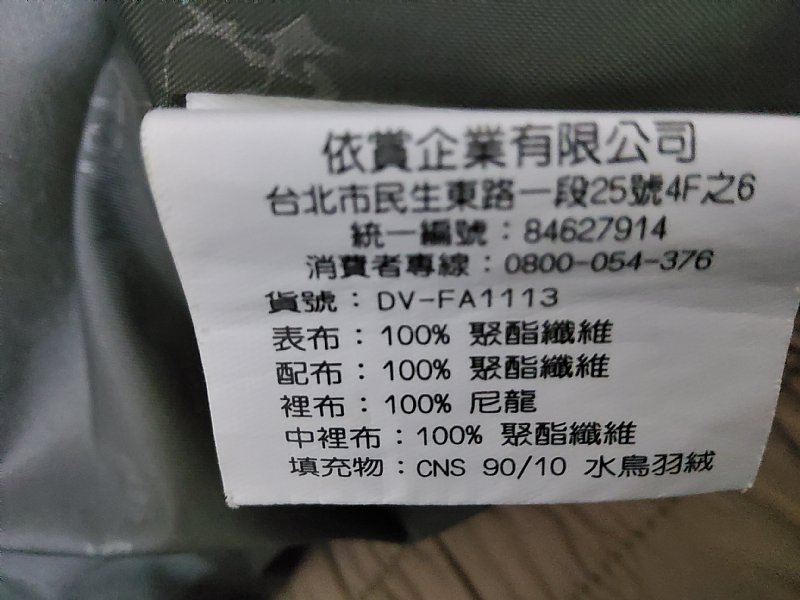 依賞企業有限公司
台北市民生東路一段25號4F之6
統一編號：84627914
消費者專線：0800-054-376
貨號：DV-FA1113
表布：100% 聚酯纖維
配布：100% 聚酯纖維
裡布：100% 尼龍
中裡布：100% 聚酯纖維
填充物：CNS 90/10 水鳥羽絨